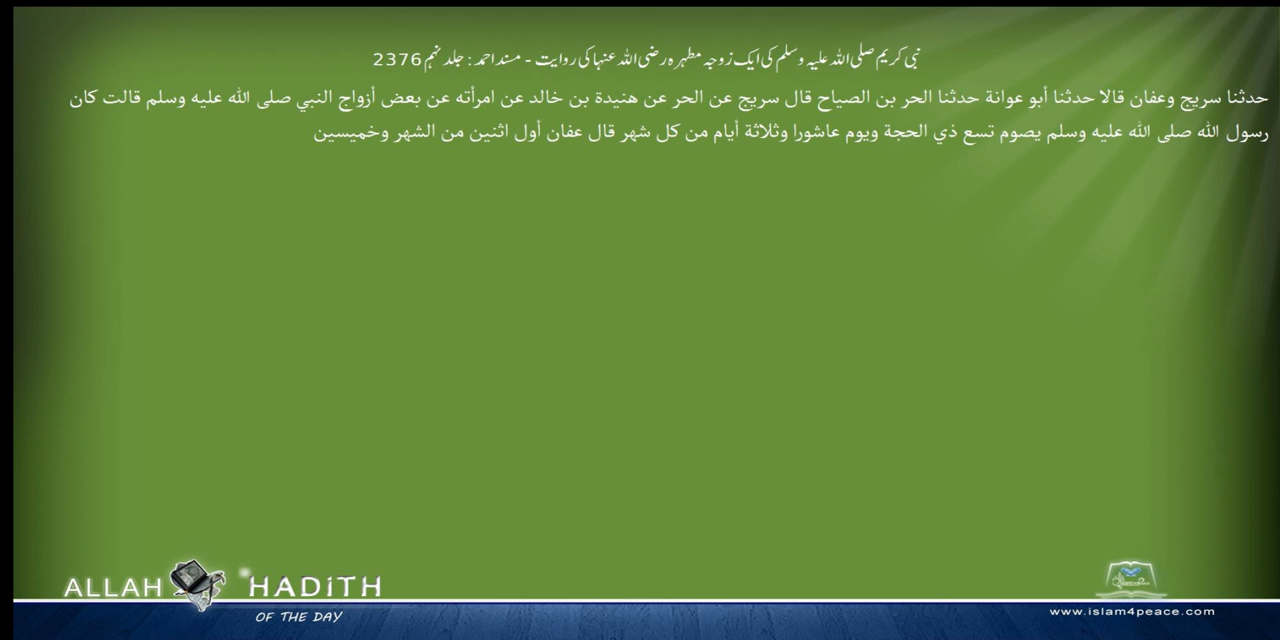 نبی کریم صلی اللہ علیہ وسلم کی ایک زوجہ مطہرہ رضی اللہ عنہا کی روایت - مسند احمد : جلد نہم 2376
حدثنا سريج وعفان قالا حدثنا أبو عوانة حدثنا الحر بن الصياح قال سريج عن الحر عن هنيدة بن خالد عن امرأته عن بعض أزواج النبي صلى الله عليه وسلم قالت كان
رسول الله صلى الله عليه وسلم يصوم تسع ذي الحجة ويوم عاشورا وثلاثة أيام من كل شهر قال عفان أول اثنين من الشهر وخميسين
ALLAH HADiTH
OF THE DAY
www.islam4peace.com